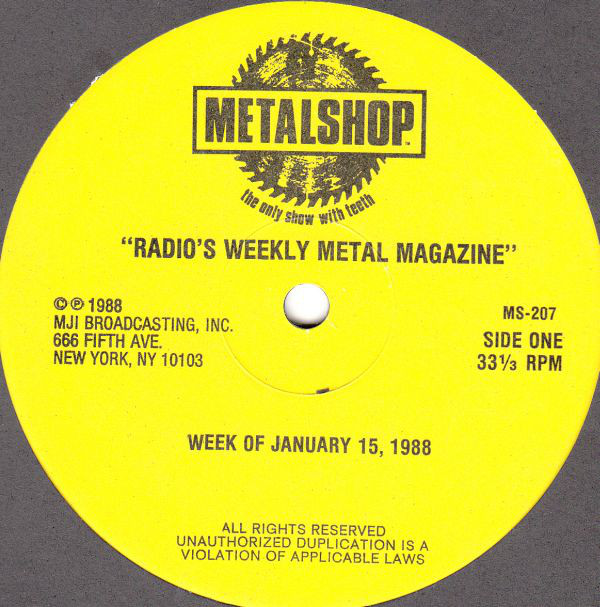 METALSHOP™
the only show with teeth
"RADIO'S WEEKLY METAL MAGAZINE"
©℗ 1988
MJI BROADCASTING, INC.
666 FIFTH AVE.
NEW YORK, NY 10103
MS-207
SIDE ONE
33⅓ RPM
WEEK OF JANUARY 15, 1988
ALL RIGHTS RESERVED
UNAUTHORIZED DUPLICATION IS A
VIOLATION OF APPLICABLE LAWS